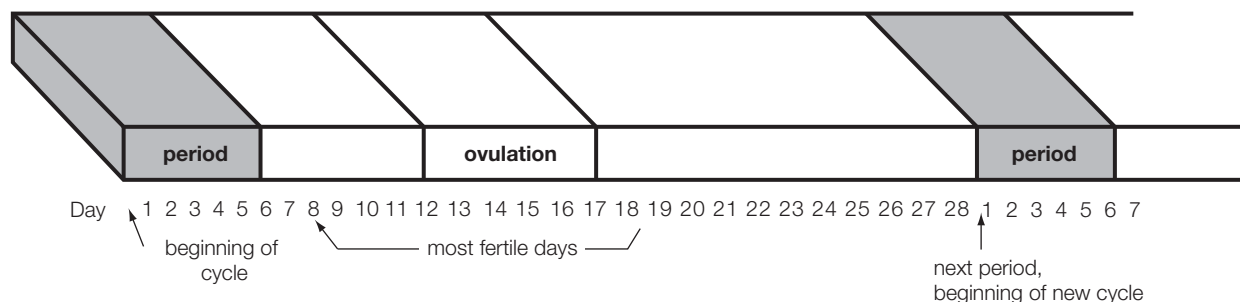 period ovulation period
Day 1 2 3 4 5 6 7 8 9 10 11 12 13 14 15 16 17 18 19 20 21 22 23 24 25 26 27 28 1 2 3 4 5 6 7
beginning of
cycle
most fertile days
next period,
beginning of new cycle